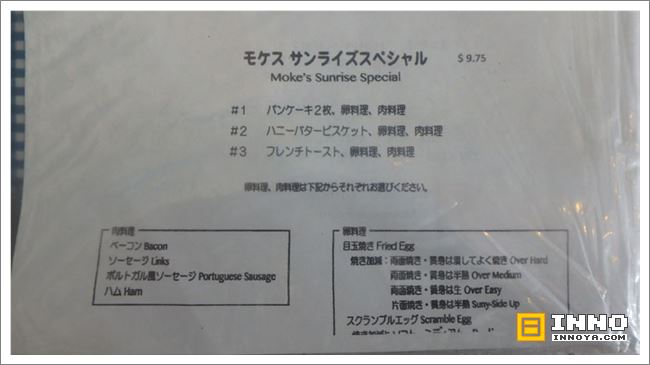 モケス サンライズスペシャル $ 9.75
Moke's Sunrise Special
#1 パンケーキ2枚、卵料理、肉料理
#2 ハニーバタービスケット、卵料理、肉料理
#3 フレンチトースト、卵料理、肉料理
卵料理、肉料理は下記からそれぞれお選びください。
肉料理
ベーコン Bacon
ソーセージ Links
ポルトガル風ソーセージ Portuguese Sausage
ハム Ham
卵料理
目玉焼き Fried Egg
焼き加減：両面焼き・黄身は潰してよく焼き Over Hard
両面焼き・黄身は半熟 Over Medium
両面焼き・黄身は生 Over Easy
片面焼き・黄身は半熟 Suny-Side Up
スクランブルエッグ Scramble Egg
INNO
INNOYA.COM